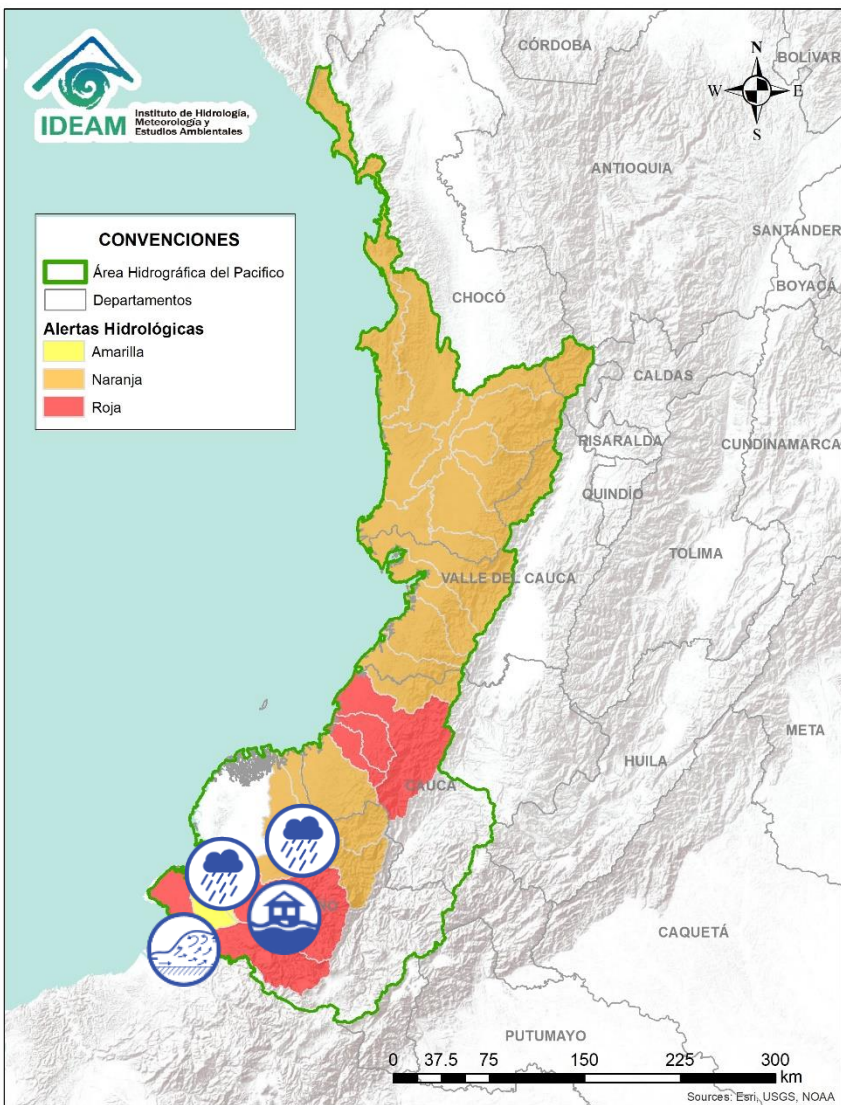 IDEAM
Instituto de Hidrología,
Meteorología y
Estudios Ambientales
N
W
E
S
CÓRDOBA
BOLÍVAR
ANTIOQUIA
SANTANDER
BOYACÁ
CONVENCIONES
Área Hidrográfica del Pacifico
Departamentos
Alertas Hidrológicas
Amarilla
Naranja
Roja
CHOCÓ
CALDAS
RISARALDA
CUNDINAMARCA
QUINDÍO
TOLIMA
VALLE DEL CAUCA
META
HUILA
CAUCA
CAQUETÁ
PUTUMAYO
0 37.5 75 150 225 300
km
Sources: Esri, USGS, NOAA